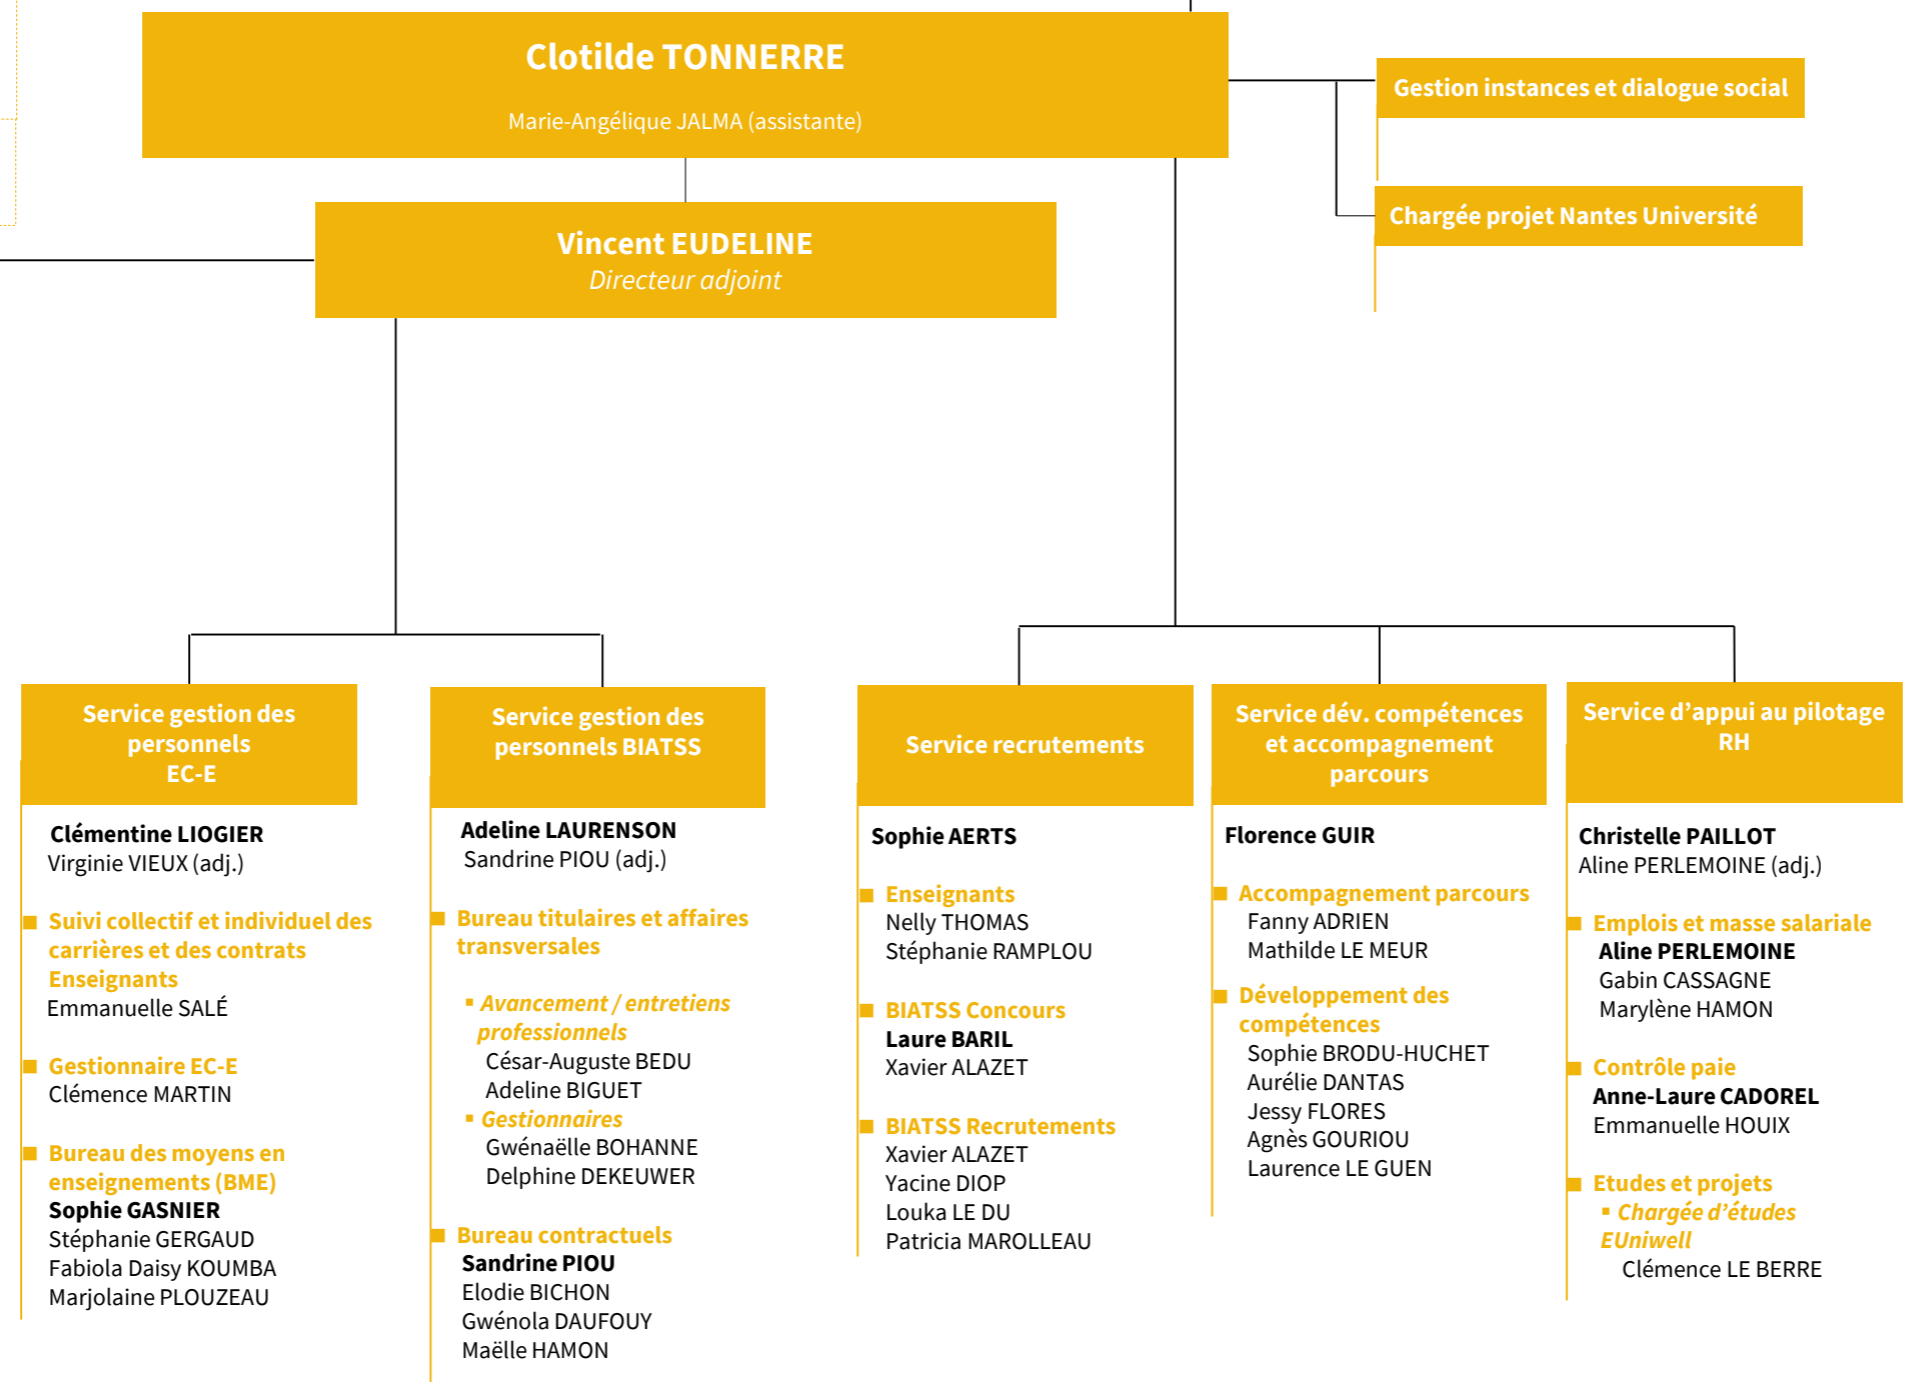 Clotilde TONNERRE
Marie-Angélique JALMA (assistante)
Gestion instances et dialogue social
Chargée projet Nantes Université
Vincent EUDELINE
Directeur adjoint
Service gestion des
personnels
EC-E
Clémentine LIOGIER
Virginie VIEUX (adj.)
Suivi collectif et individuel des
carrières et des contrats
Enseignants
Emmanuelle SALÉ
Gestionnaire EC-E
Clémence MARTIN
Bureau des moyens en
enseignements (BME)
Sophie GASNIER
Stéphanie GERGAUD
Fabiola Daisy KOUMBA
Marjolaine PLOUZEAU
Service gestion des
personnels BIATSS
Adeline LAURENSON
Sandrine PIOU (adj.)
Bureau titulaires et affaires
transversales
Avancement / entretiens
professionnels
César-Auguste BEDU
Adeline BIGUET
Gestionnaires
Gwénaëlle BOHANNE
Delphine DEKEUWER
Bureau contractuels
Sandrine PIOU
Elodie BICHON
Gwénola DAUFOUY
Maëlle HAMON
Service recrutements
Sophie AERTS
Enseignants
Nelly THOMAS
Stéphanie RAMPLOU
BIATSS Concours
Laure BARIL
Xavier ALAZET
BIATSS Recrutements
Xavier ALAZET
Yacine DIOP
Louka LE DU
Patricia MAROLLEAU
Service dév. compétences
et accompagnement
parcours
Florence GUIR
Accompagnement parcours
Fanny ADRIEN
Mathilde LE MEUR
Développement des
compétences
Sophie BRODU-HUCHET
Aurélie DANTAS
Jessy FLORES
Agnès GOURIOU
Laurence LE GUEN
Service d’appui au pilotage
RH
Christelle PAILLOT
Aline PERLEMOINE (adj.)
Emplois et masse salariale
Aline PERLEMOINE
Gabin CASSAGNE
Marylène HAMON
Contrôle paie
Anne-Laure CADOREL
Emmanuelle HOUIX
Etudes et projets
Chargée d’études
EUniwell
Clémence LE BERRE